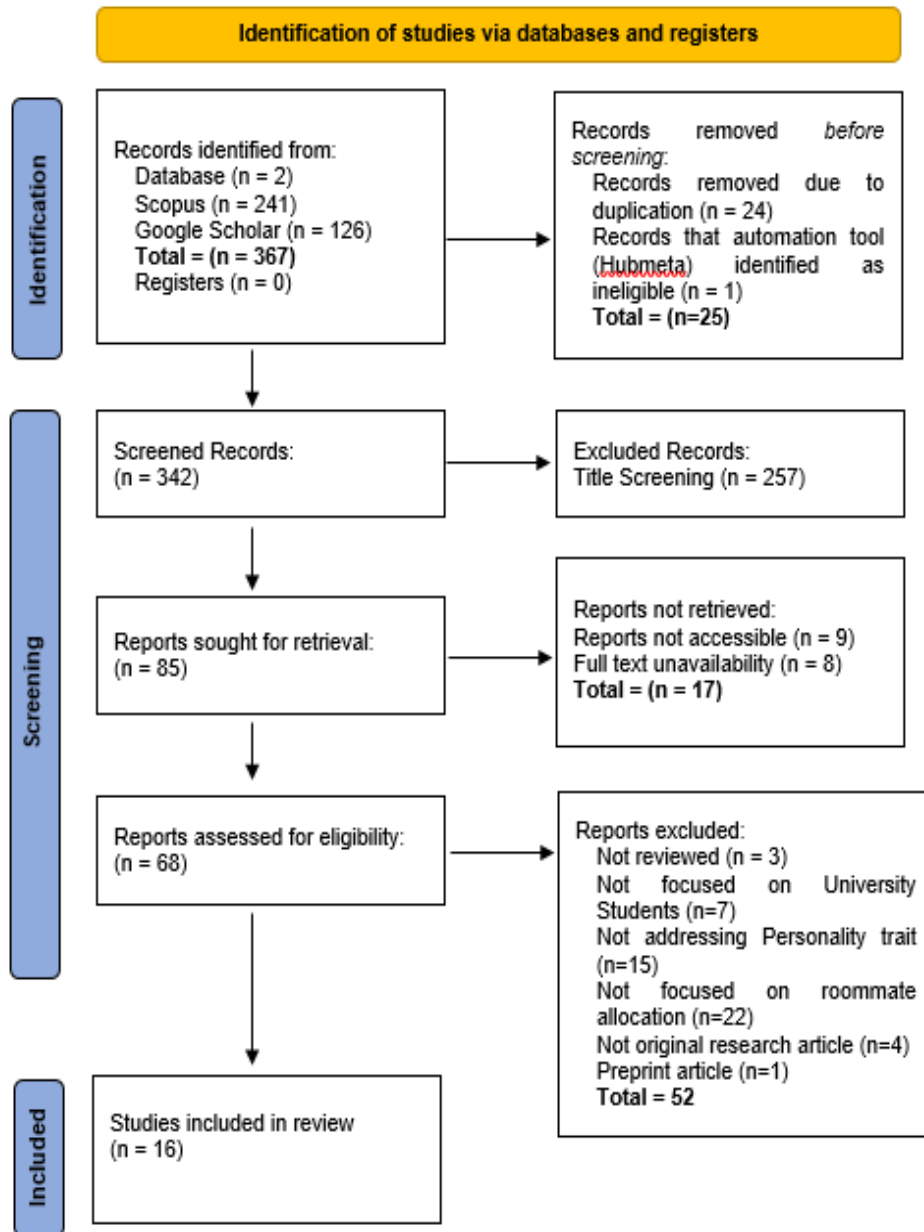 Identification of studies via databases and registers
Identification
Records identified from:
Database (n = 2)
Scopus (n = 241)
Google Scholar (n = 126)
Total = (n = 367)
Registers (n = 0)
Records removed before
screening:
Records removed due to
duplication (n = 24)
Records that automation tool
(Hubmeta) identified as
ineligible (n = 1)
Total = (n=25)
Screening
Screened Records:
(n = 342)
Excluded Records:
Title Screening (n = 257)
Reports sought for retrieval:
(n = 85)
Reports not retrieved:
Reports not accessible (n = 9)
Full text unavailability (n = 8)
Total = (n = 17)
Reports assessed for eligibility:
(n = 68)
Reports excluded:
Not reviewed (n = 3)
Not focused on University
Students (n=7)
Not addressing Personality trait
(n=15)
Not focused on roommate
allocation (n=22)
Not original research article (n=4)
Preprint article (n=1)
Total = 52
Included
Studies included in review
(n = 16)